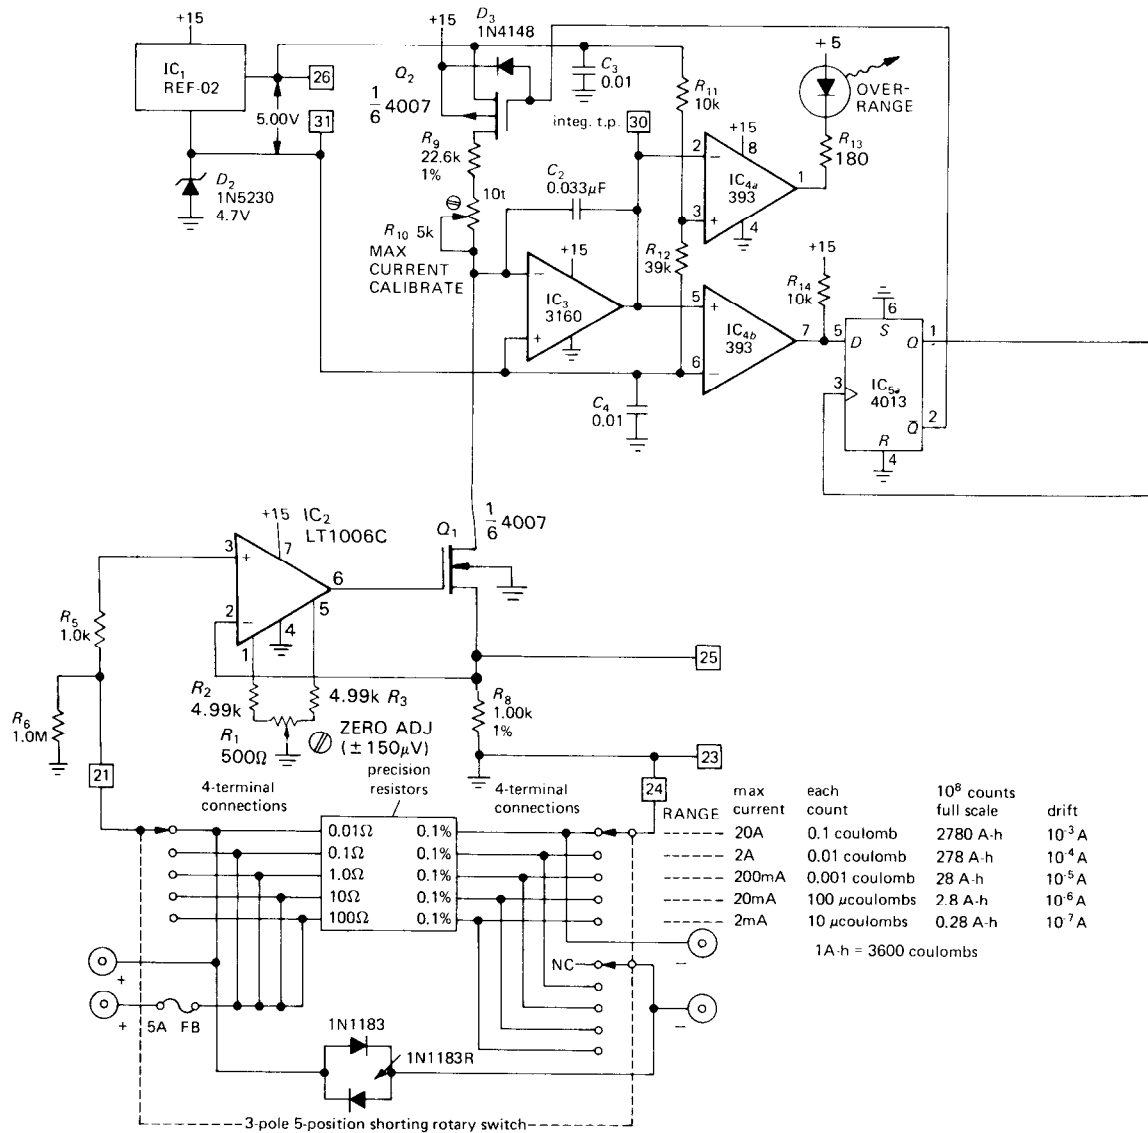 +15
IC1
REF-02
26
5.00V
31
D2
1N5230
4.7V
+15
D3
1N4148
Q2
1/6 4007
R9
22.6k
1%
10t
R10 5k
MAX
CURRENT
CALIBRATE
C3
0.01
integ. t.p.
30
C2
0.033μF
+15
−
+
IC3
3160
R11
10k
R12
39k
C4
0.01
+15
8
2
−
3
+
IC4a
393
1
4
+5
OVER-
RANGE
R13
180
5
+
6
−
IC4b
393
7
+15
R14
10k
6
S
5
D
Q
1
3
IC5a
4013
Q̅
2
R
4
+15
IC2
LT1006C
7
3
+
6
2
−
5
4
1
Q1
1/6 4007
R5
1.0k
R6
1.0M
R2
4.99k
4.99k R3
R1
500Ω
ZERO ADJ
(±150μV)
R8
1.00k
1%
25
23
24
21
4-terminal
connections
precision
resistors
4-terminal
connections
0.01Ω 0.1%
0.1Ω 0.1%
1.0Ω 0.1%
10Ω 0.1%
100Ω 0.1%
RANGE max current each count 10⁸ counts full scale drift
20A 0.1 coulomb 2780 A-h 10⁻³ A
2A 0.01 coulomb 278 A-h 10⁻⁴ A
200mA 0.001 coulomb 28 A-h 10⁻⁵ A
20mA 100 μcoulombs 2.8 A-h 10⁻⁶ A
2mA 10 μcoulombs 0.28 A-h 10⁻⁷ A
1A-h = 3600 coulombs
+
+ 5A FB
NC
−
−
1N1183
1N1183R
3-pole 5-position shorting rotary switch